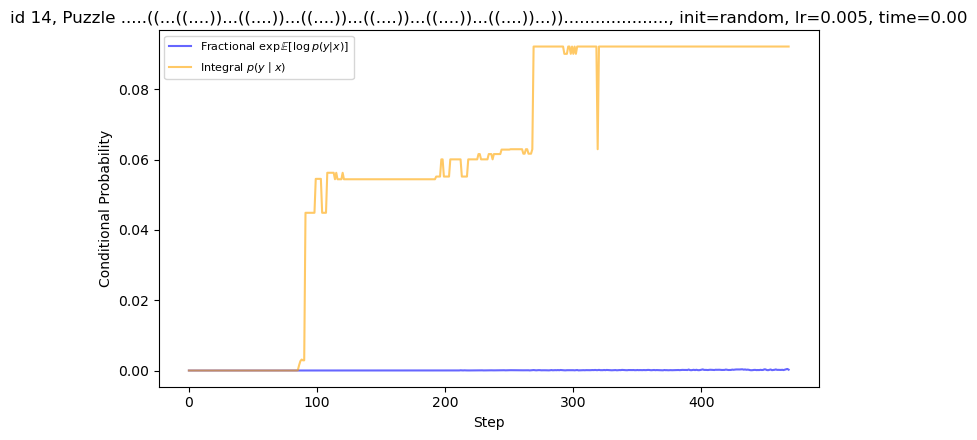 id 14, Puzzle .....((...((....))...((....))...((....))...((....))...((....))...((....))...))....................., init=random, lr=0.005, time=0.00
Fractional exp𝔼[log p(y|x)]
Integral p(y | x)
Conditional Probability
0.08
0.06
0.04
0.02
0.00
0 100 200 300 400
Step